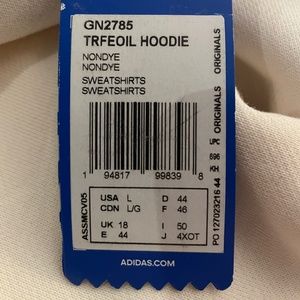 GN2785
TRFEOIL HOODIE
NONDYE
NONDYE
SWEATSHIRTS
SWEATSHIRTS
1 94817 99839 8
USA L D 44
CDN L/G F 46
UK 18 I 50
E 44 J 4XOT
ASSMCV05
ORIGINALS
ORIGINALS
UPC
696
KH
PO 127023216 44
ADIDAS.COM